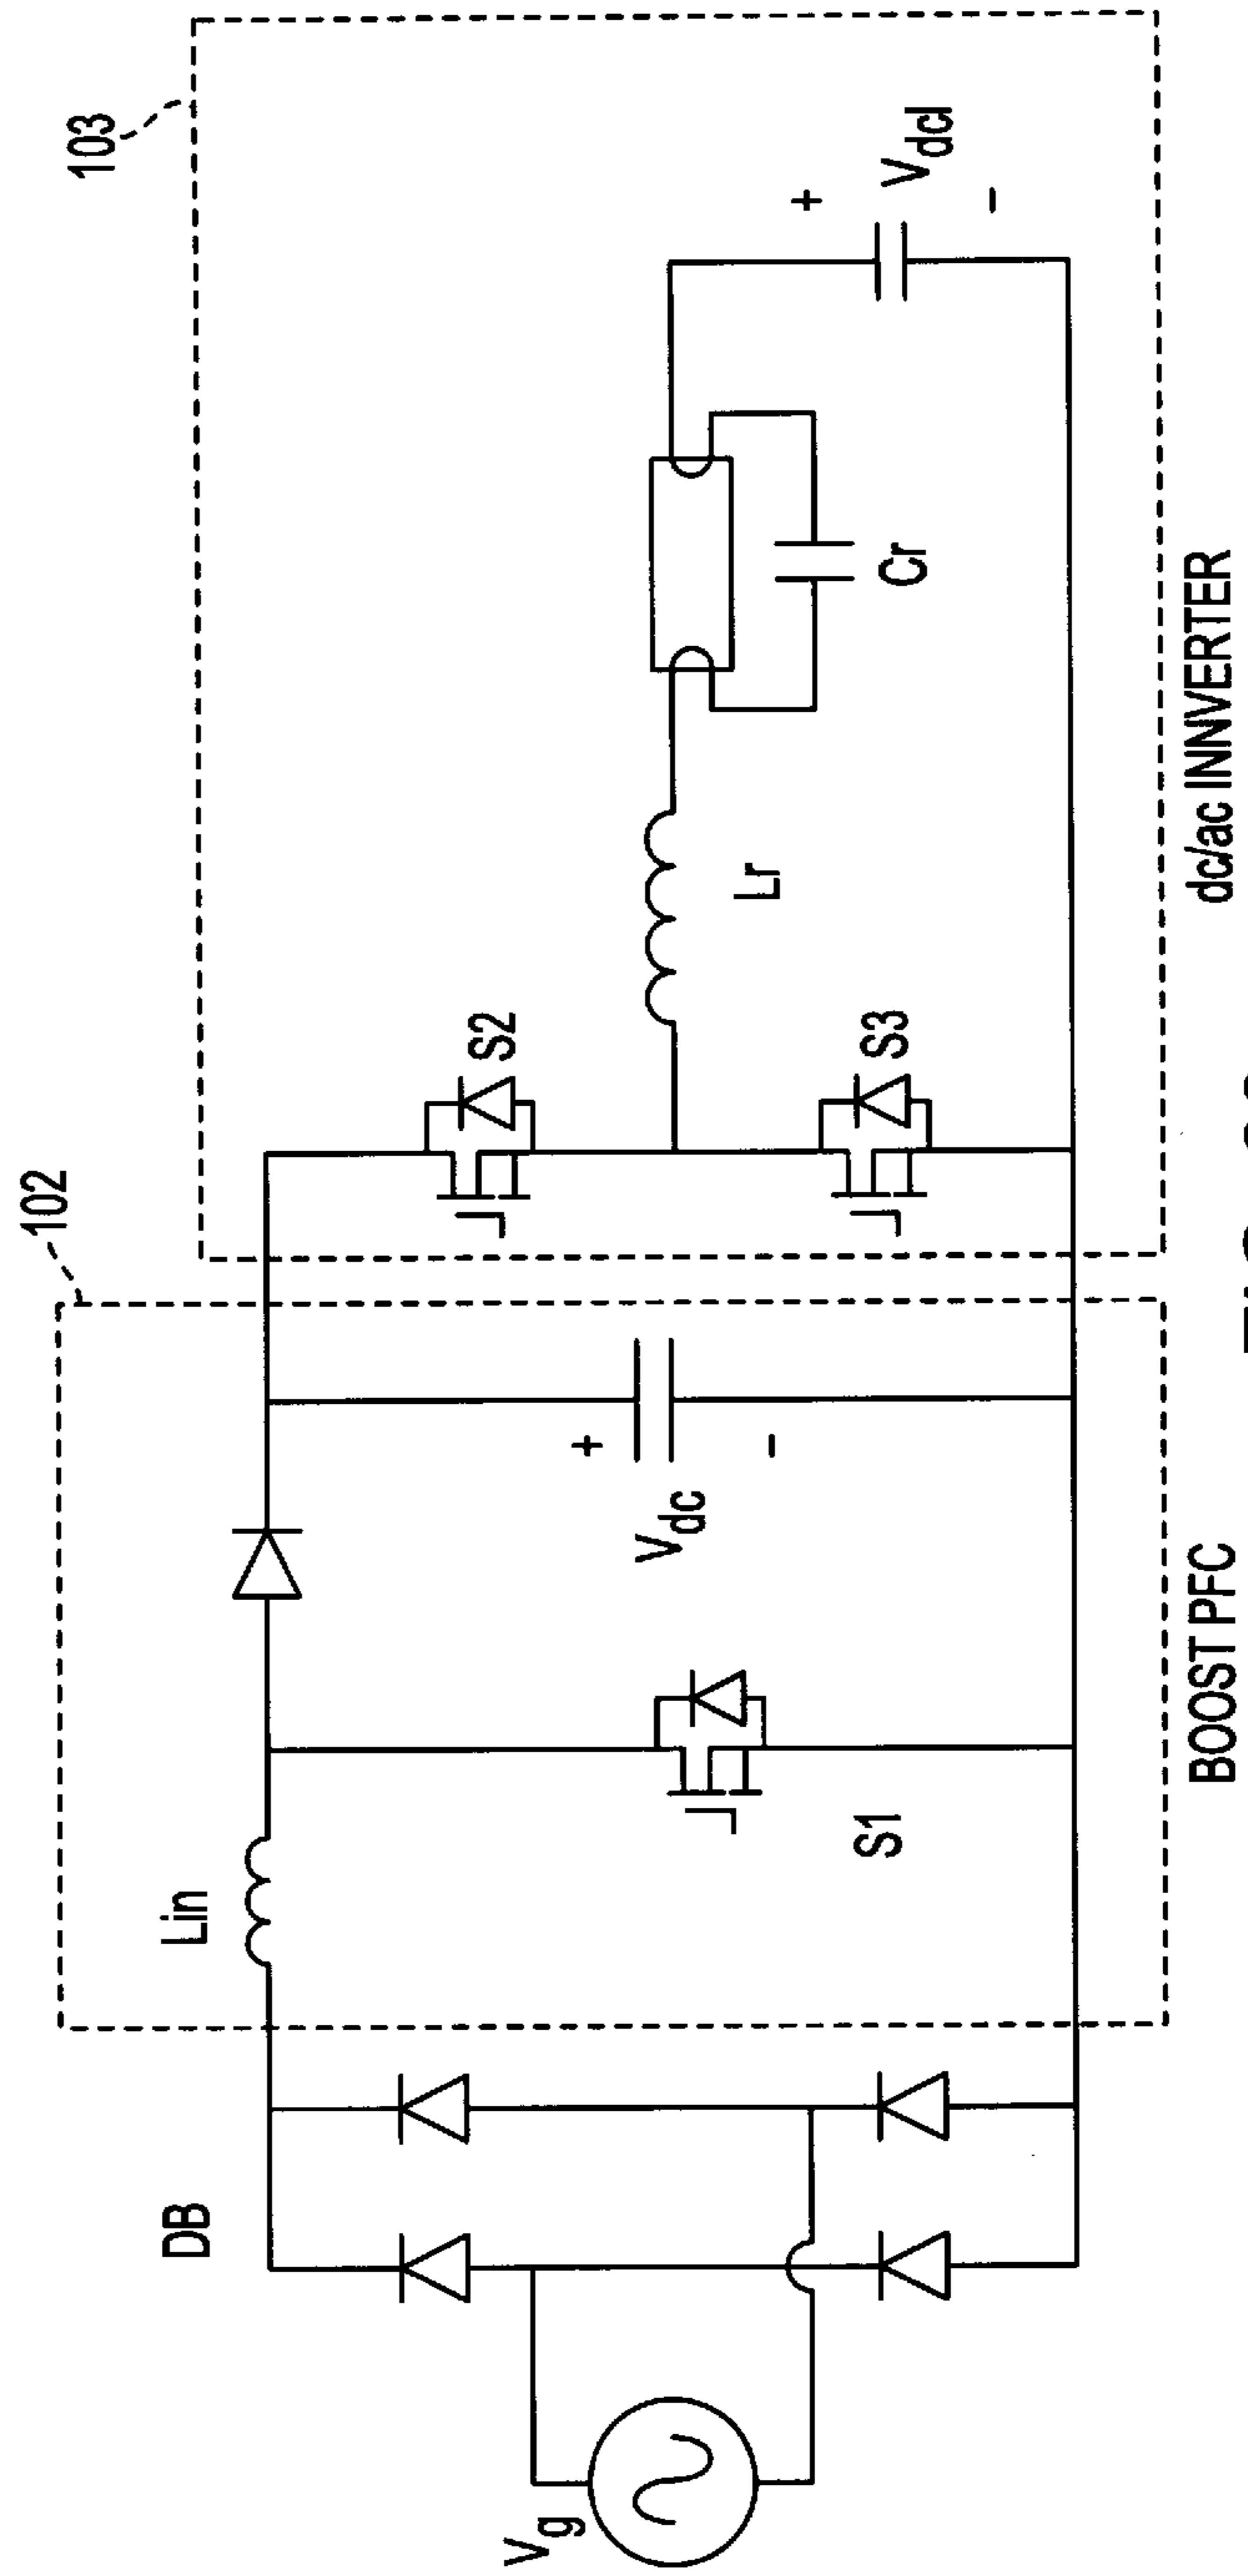 102
103
DB
Lin
S2
Vg
S1
Vdc
+
-
Lr
S3
Cr
+
Vdcl
-
BOOST PFC
dc/ac INNVERTER